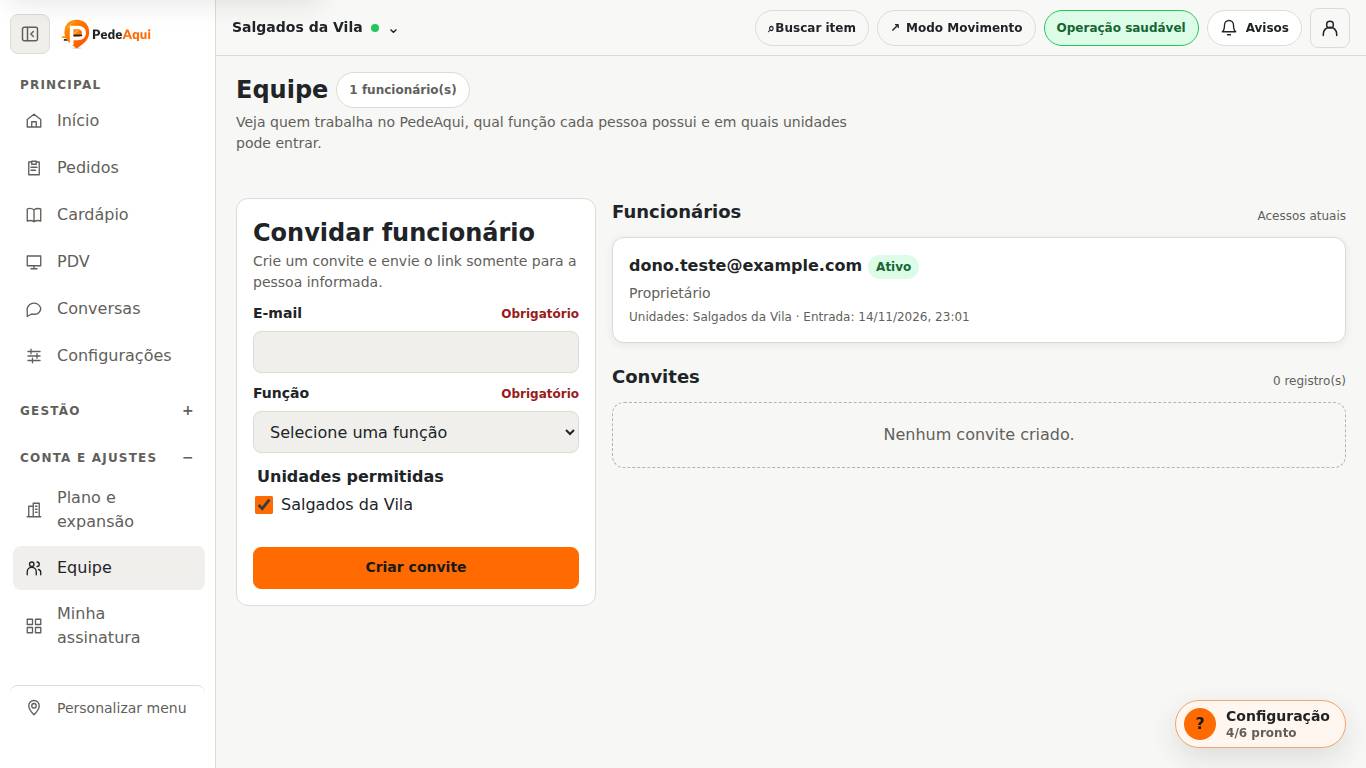 PedeAqui
Salgados da Vila
Buscar item
Modo Movimento
Operação saudável
Avisos
PRINCIPAL
Início
Pedidos
Cardápio
PDV
Conversas
Configurações
GESTÃO +
CONTA E AJUSTES −
Plano e
expansão
Equipe
Minha
assinatura
Personalizar menu
Equipe
1 funcionário(s)
Veja quem trabalha no PedeAqui, qual função cada pessoa possui e em quais unidades
pode entrar.
Convidar funcionário
Crie um convite e envie o link somente para a
pessoa informada.
E-mail Obrigatório
Função Obrigatório
Selecione uma função
Unidades permitidas
Salgados da Vila
Criar convite
Funcionários Acessos atuais
dono.teste@example.com Ativo
Proprietário
Unidades: Salgados da Vila · Entrada: 14/11/2026, 23:01
Convites 0 registro(s)
Nenhum convite criado.
? Configuração
4/6 pronto